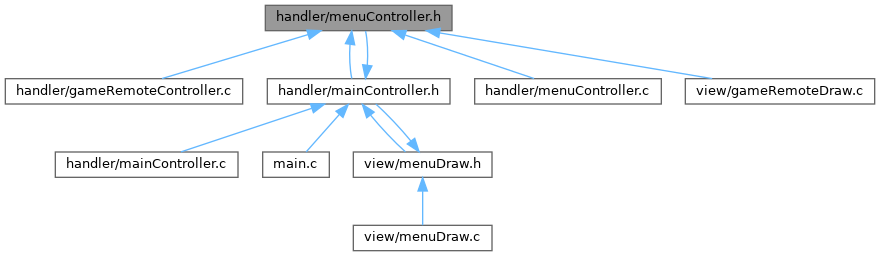 handler/menuController.h
handler/gameRemoteController.c
handler/mainController.h
handler/menuController.c
view/gameRemoteDraw.c
handler/mainController.c
main.c
view/menuDraw.h
view/menuDraw.c